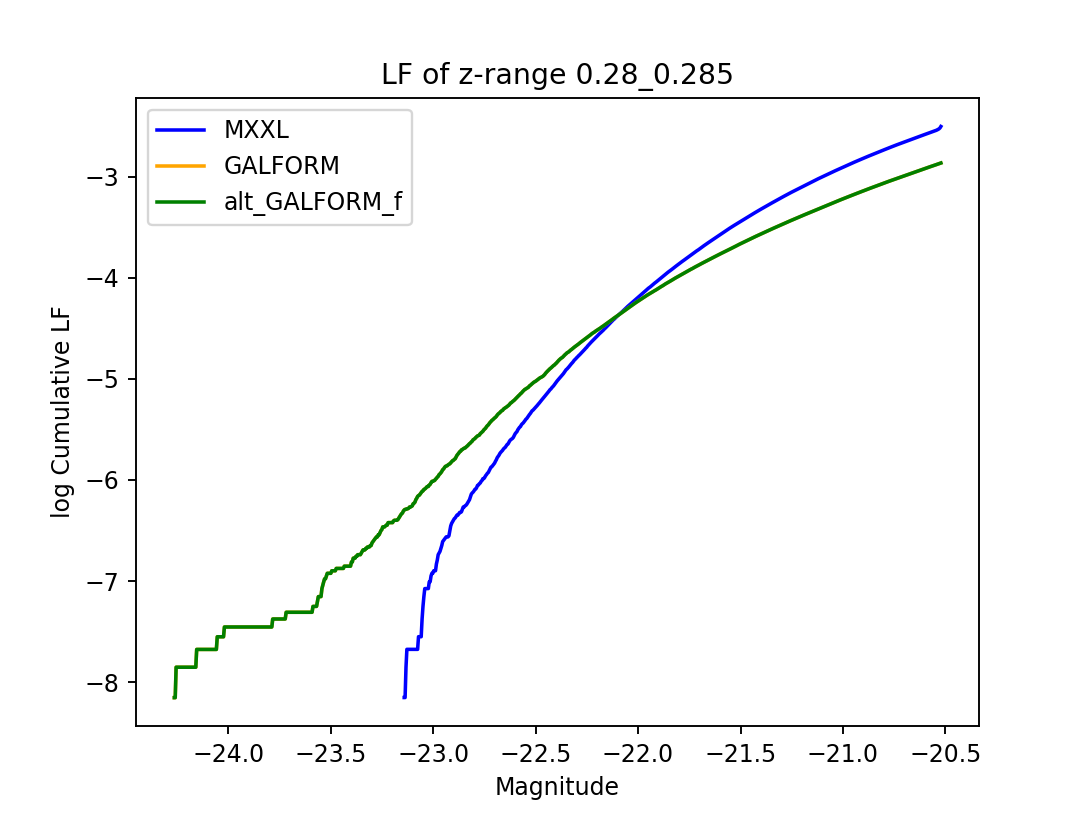 LF of z-range 0.28_0.285
MXXL
GALFORM
alt_GALFORM_f
−3
−4
−5
−6
−7
−8
log Cumulative LF
−24.0
−23.5
−23.0
−22.5
−22.0
−21.5
−21.0
−20.5
Magnitude